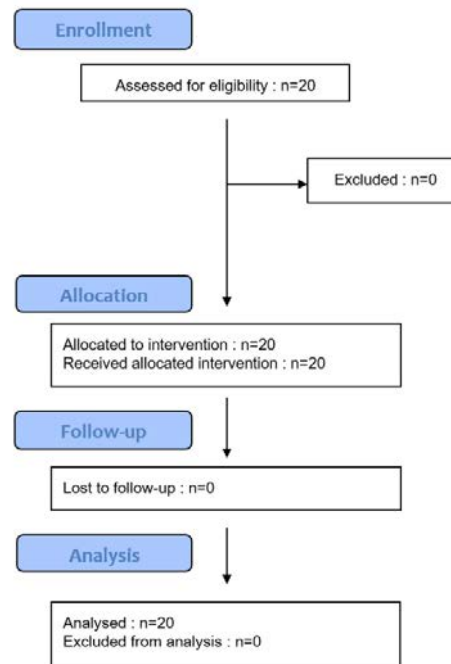 Enrollment
Assessed for eligibility : n=20
Excluded : n=0
Allocation
Allocated to intervention : n=20
Received allocated intervention : n=20
Follow-up
Lost to follow-up : n=0
Analysis
Analysed : n=20
Excluded from analysis : n=0